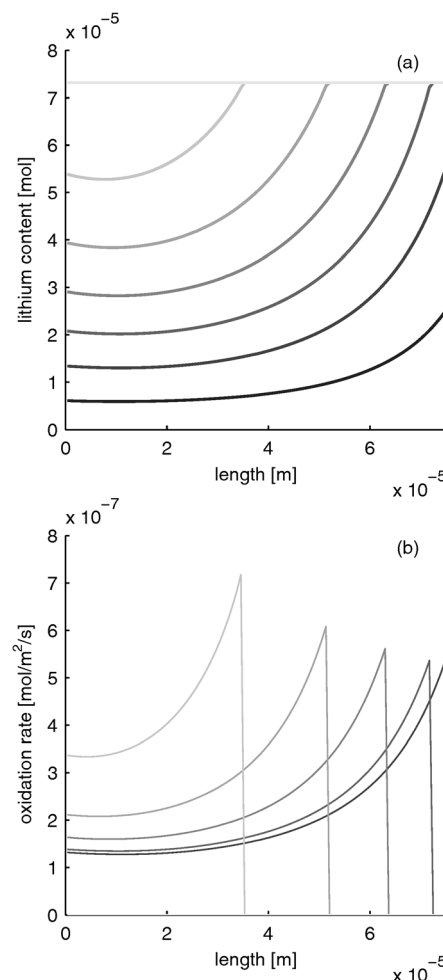 x 10⁻⁵
(a)
8
7
6
5
4
3
2
1
0
lithium content [mol]
0 2 4 6
length [m]
x 10⁻⁵
x 10⁻⁷
(b)
8
7
6
5
4
3
2
1
0
oxidation rate [mol/m²/s]
0 2 4 6
length [m]
x 10⁻⁵